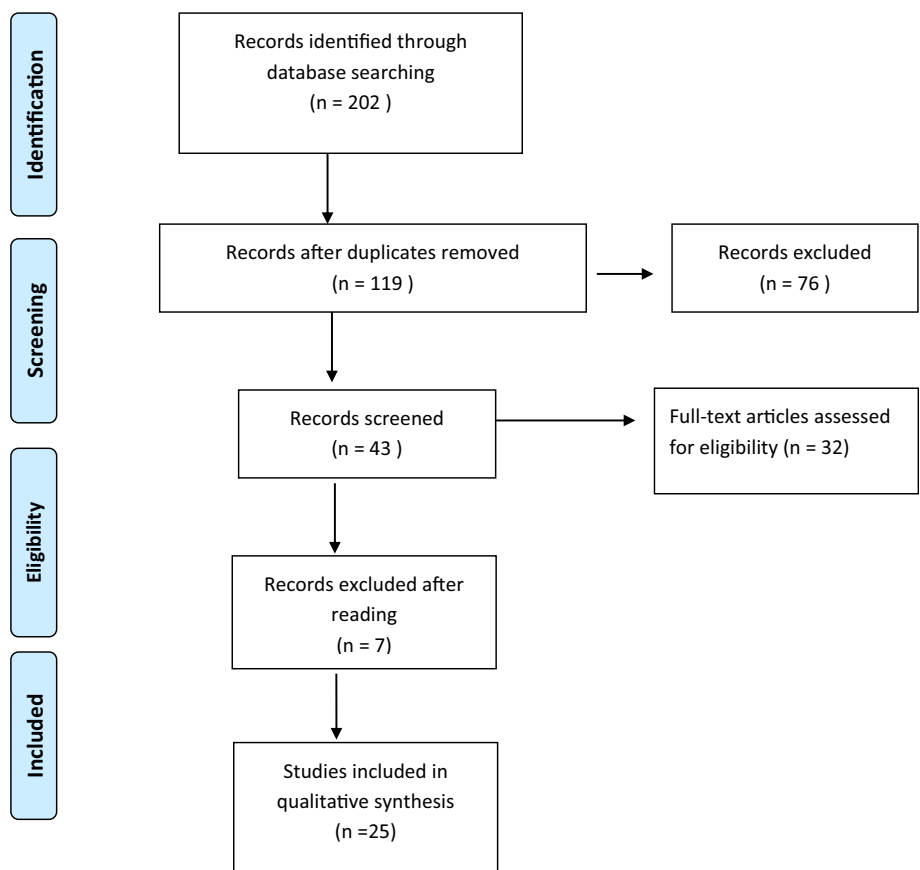 Identification
Records identified through
database searching
(n = 202 )
Records after duplicates removed
(n = 119 )
Records excluded
(n = 76 )
Screening
Records screened
(n = 43 )
Full-text articles assessed
for eligibility (n = 32)
Eligibility
Records excluded after
reading
(n = 7)
Included
Studies included in
qualitative synthesis
(n =25)